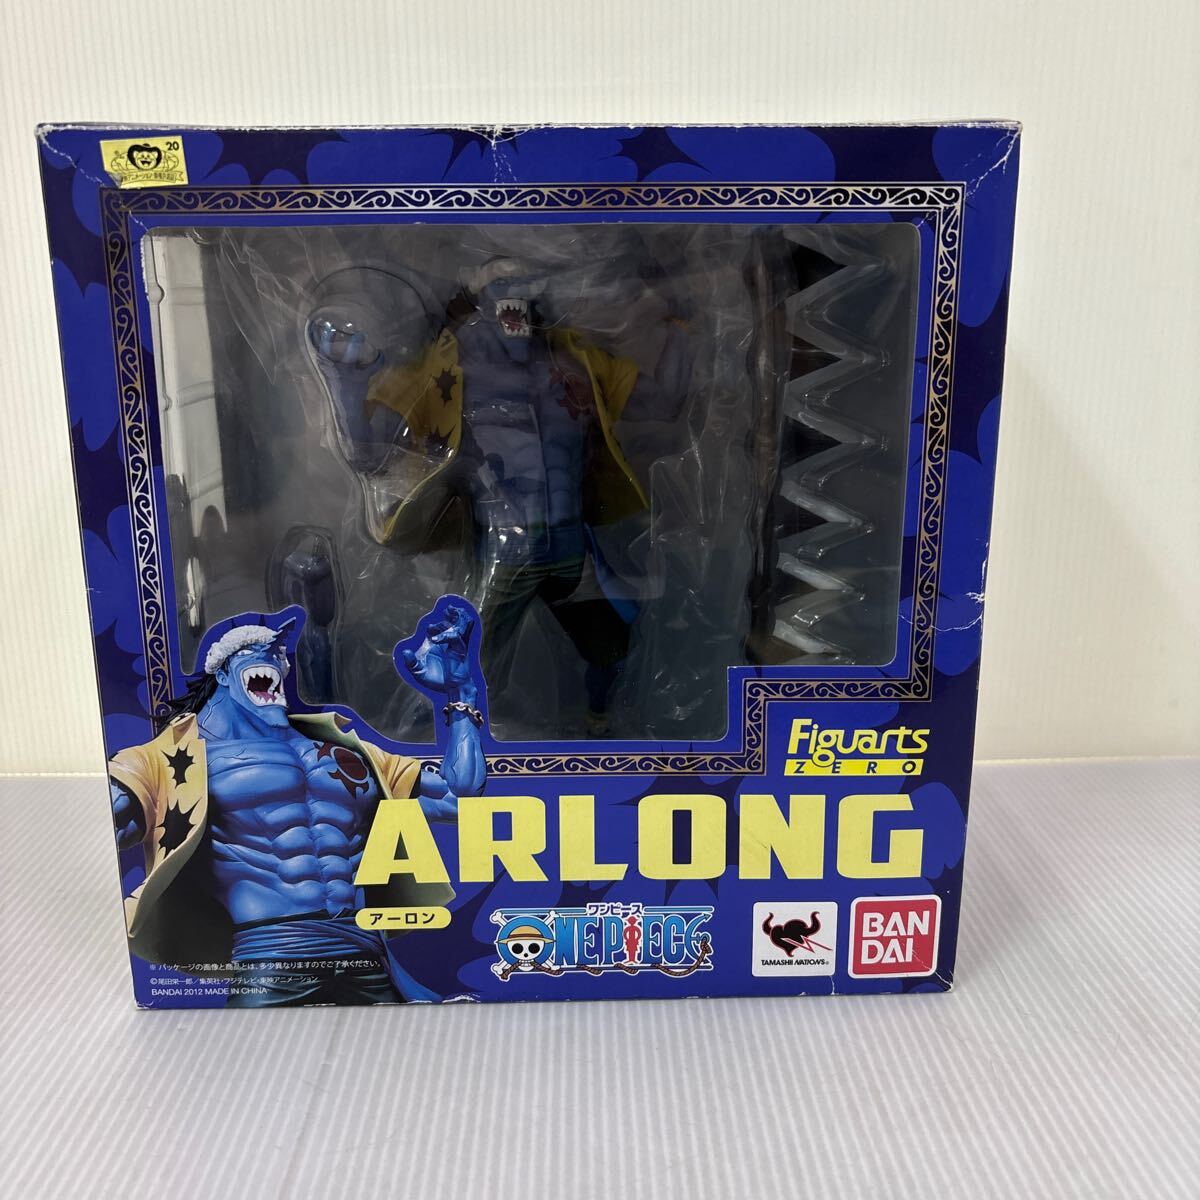 20
Figuarts
ZERO
ARLONG
アーロン
ワンピース
ONE PIECE
TAMASHII NATIONS
BAN
DAI
※パッケージの画像と商品とは、多少異なりますのでご了承ください。
©尾田栄一郎／集英社・フジテレビ・東映アニメーション
BANDAI 2012 MADE IN CHINA